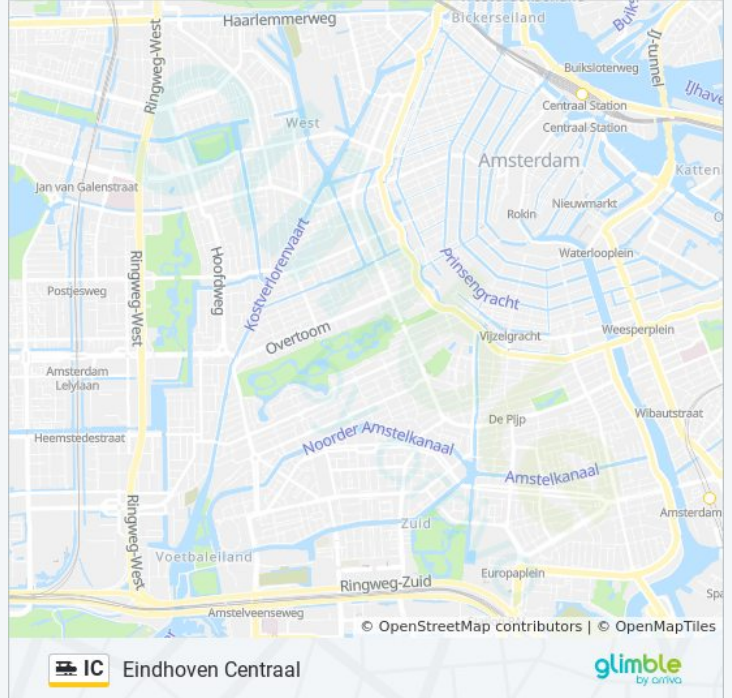 Haarlemmerweg
Bickerseiland
Ringweg-West
Buiksloterweg
IJ-tunnel
Centraal Station
Centraal Station
West
Amsterdam
Jan van Galenstraat
Rokin
Nieuwmarkt
Waterlooplein
Hoofdweg
Kostverlorenvaart
Prinsengracht
Postjesweg
Ringweg-West
Overtoom
Vijzelgracht
Weesperplein
Amsterdam
Lelylaan
De Pijp
Wibautstraat
Heemstedestraat
Noorder Amstelkanaal
Amstelkanaal
Ringweg-West
Zuid
Amsterdam
Voetbaleiland
Europaplein
Ringweg-Zuid
Amstelveenseweg
© OpenStreetMap contributors | © OpenMapTiles
IC Eindhoven Centraal
glimble
by arriva